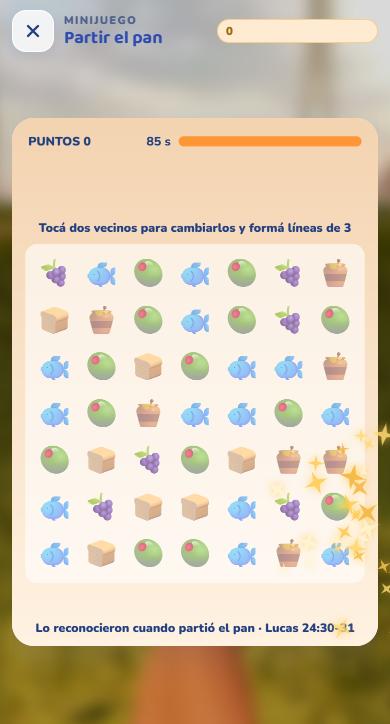 MINIJUEGO
Partir el pan
0
PUNTOS 0
85 s
Tocá dos vecinos para cambiarlos y formá líneas de 3
Lo reconocieron cuando partió el pan · Lucas 24:30-31